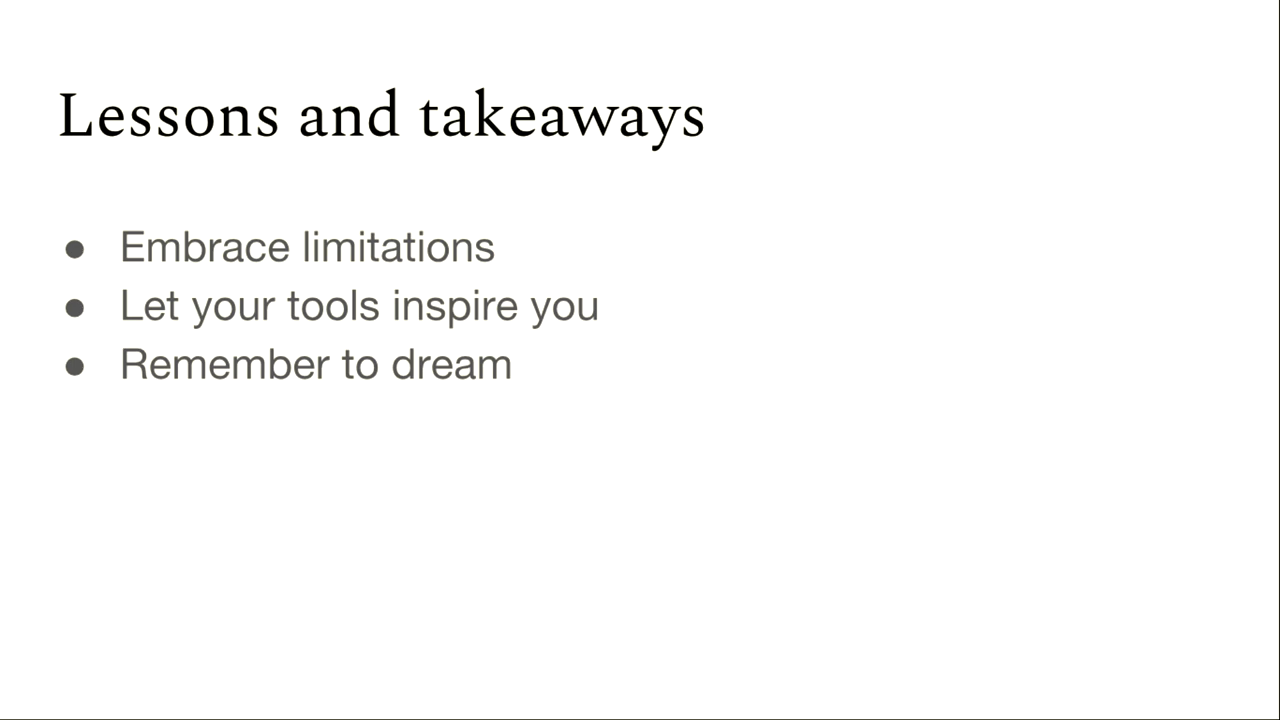 Lessons and takeaways
● Embrace limitations
● Let your tools inspire you
● Remember to dream